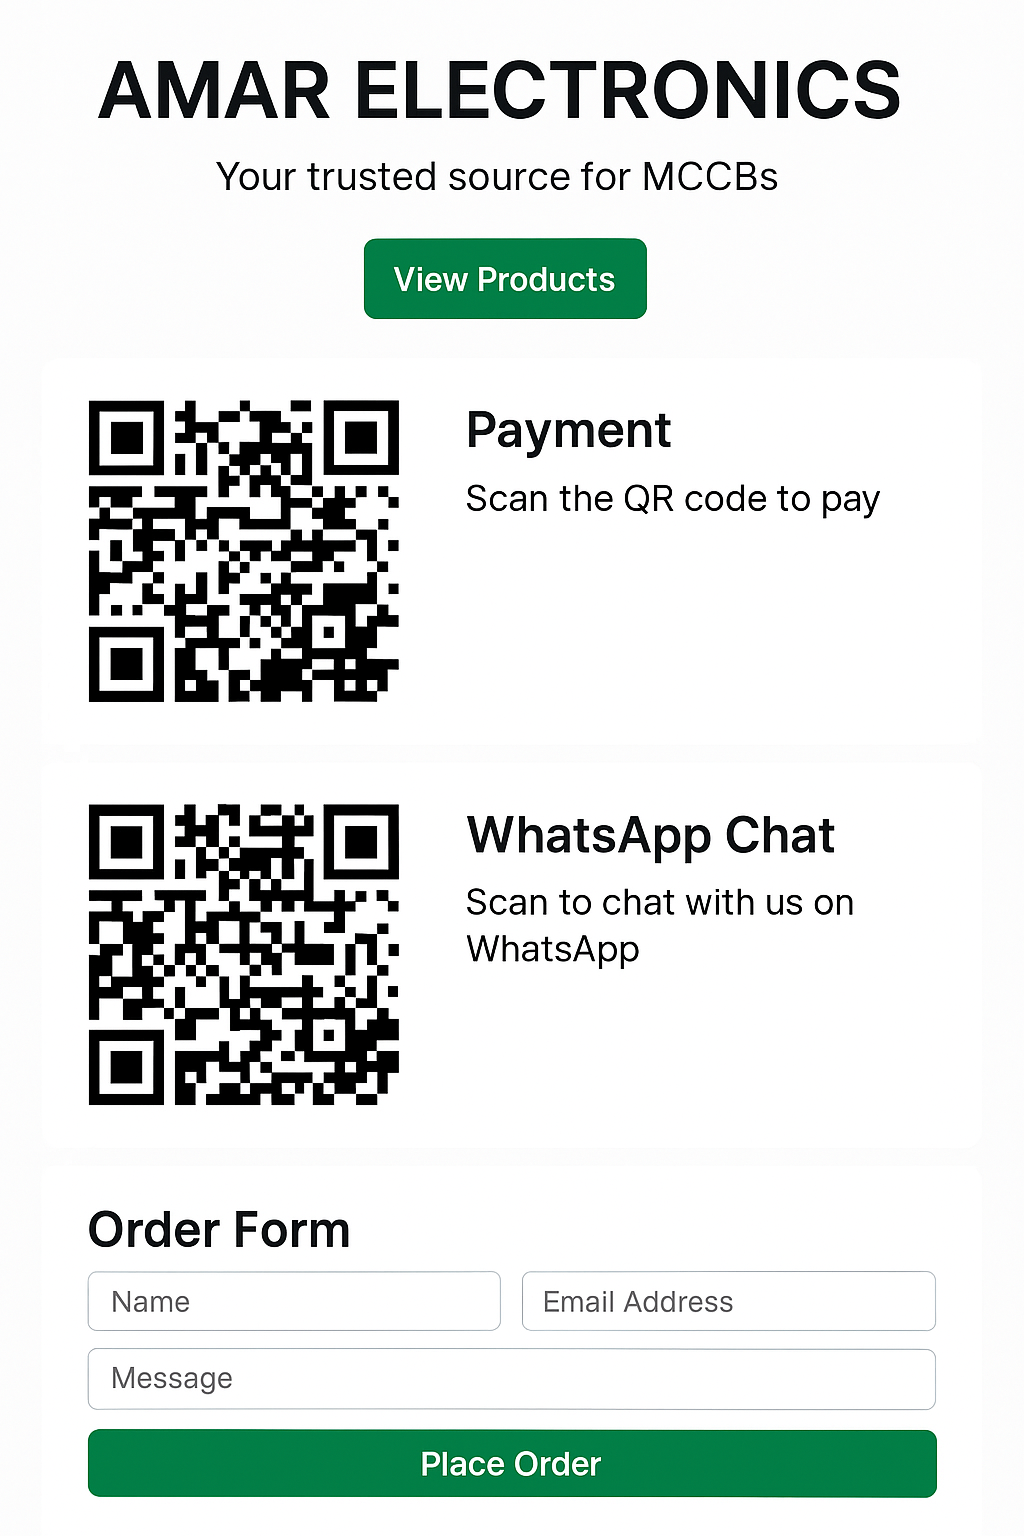 AMAR ELECTRONICS
Your trusted source for MCCBs
View Products
Payment
Scan the QR code to pay
WhatsApp Chat
Scan to chat with us on
WhatsApp
Order Form
Name
Email Address
Message
Place Order